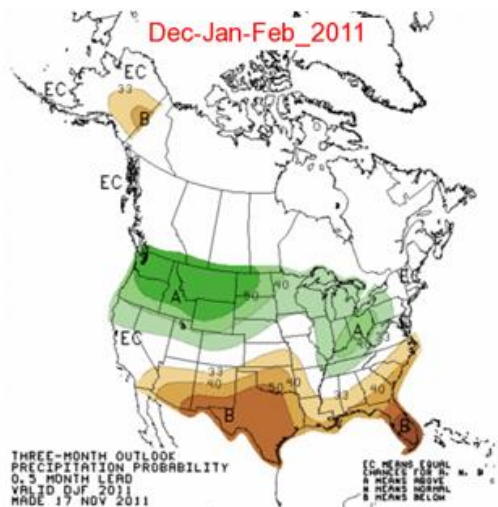 Dec-Jan-Feb_2011
EC
EC
33
B
EC
EC
40
50
A
A
33
EC
33
40
50
40
33
40
B
B
THREE-MONTH OUTLOOK
PRECIPITATION PROBABILITY
0.5 MONTH LEAD
VALID DJF 2011
MADE 17 NOV 2011
EC MEANS EQUAL
CHANCES FOR A, N, B
A MEANS ABOVE
N MEANS NORMAL
B MEANS BELOW